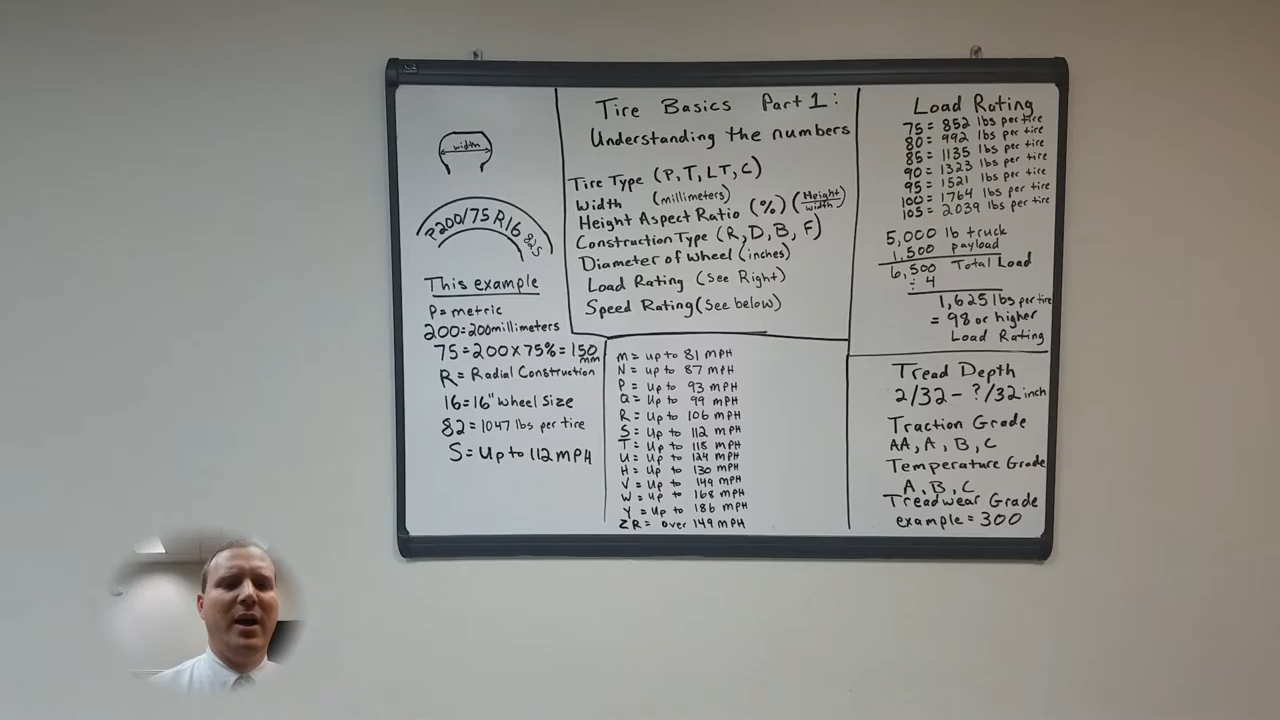 width
P200/75 R16 82S
This example
P=metric
200=200millimeters
75=200x75%=150
mm
R= Radial Construction
16=16" Wheel Size
82=1047 lbs per tire
S=Up to 112 MPH
Tire Basics Part 1:
Understanding the numbers
Tire Type (P,T,LT,C)
Width (millimeters)
Height Aspect Ratio (%) (Height/width)
Construction Type (R,D,B,F)
Diameter of Wheel (inches)
Load Rating (See Right)
Speed Rating (See below)
M= up to 81 MPH
N= up to 87 MPH
P= up to 93 MPH
Q= up to 99 MPH
R= Up to 106 MPH
S= Up to 112 MPH
T= Up to 118 MPH
U= Up to 124 MPH
H= Up to 130 MPH
V= Up to 149 MPH
W= Up to 168 MPH
Y= Up to 186 MPH
ZR= over 149 MPH
Load Rating
75= 852 lbs per tire
80= 992 lbs per tire
85= 1135 lbs per tire
90= 1323 lbs per tire
95= 1521 lbs per tire
100= 1764 lbs per tire
105= 2039 lbs per tire
5,000 lb truck
1,500 payload
6,500 Total Load
÷ 4
1,625 lbs per tire
= 98 or higher
Load Rating
Tread Depth
2/32 - ?/32 inch
Traction Grade
AA, A, B, C
Temperature Grade
A, B, C
Treadwear Grade
example = 300